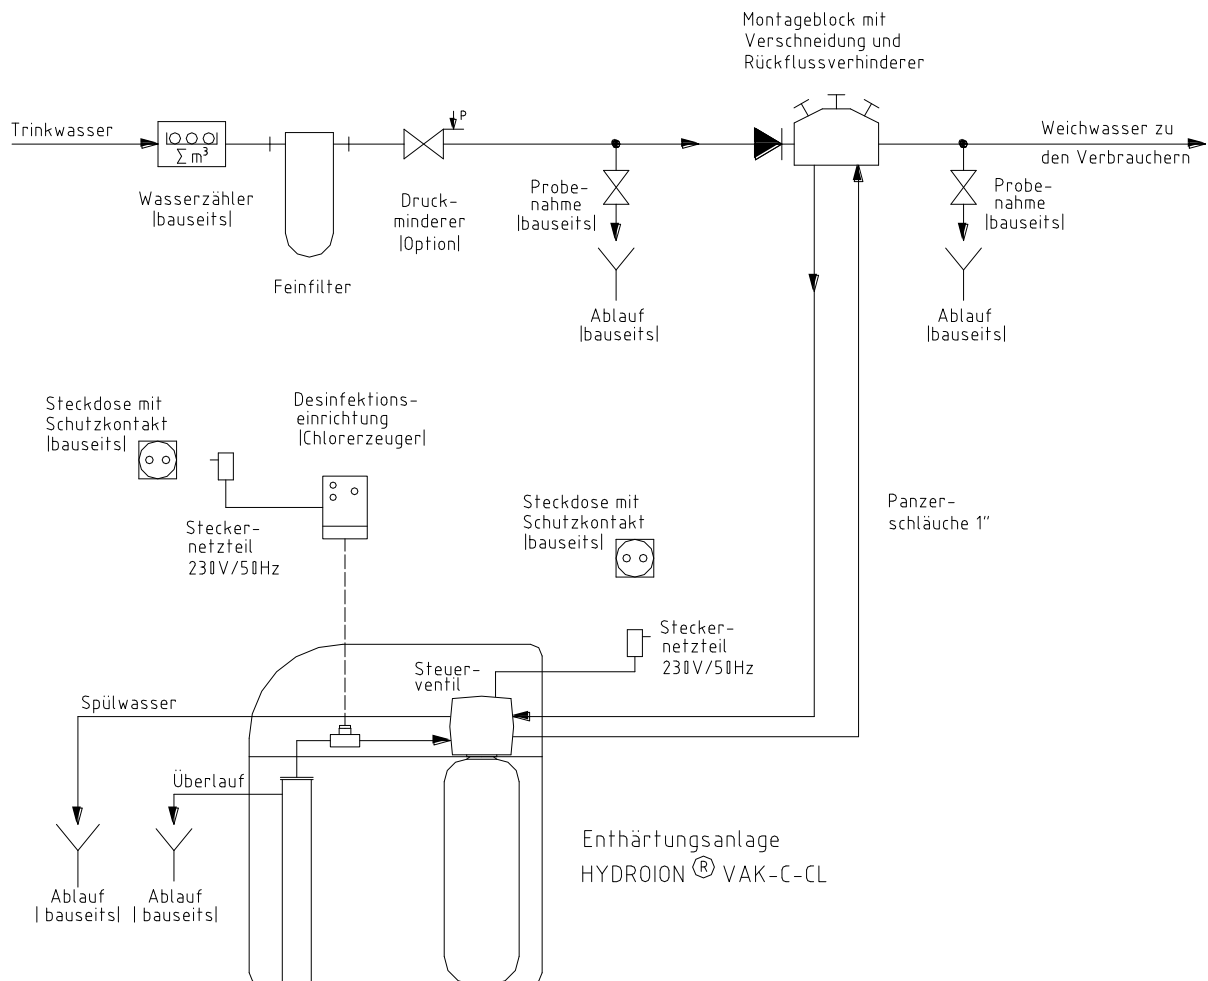 Montageblock mit
Verschneidung und
Rückflussverhinderer
Trinkwasser
Σ m³
P
Weichwasser zu
den Verbrauchern
Wasserzähler
|bauseits|
Feinfilter
Druck-
minderer
|Option|
Probe-
nahme
|bauseits|
Ablauf
|bauseits|
Probe-
nahme
|bauseits|
Ablauf
|bauseits|
Steckdose mit
Schutzkontakt
|bauseits|
Desinfektions-
einrichtung
|Chlorerzeuger|
Stecker-
netzteil
230V/50Hz
Steckdose mit
Schutzkontakt
|bauseits|
Panzer-
schläuche 1"
Stecker-
netzteil
230V/50Hz
Steuer-
ventil
Spülwasser
Überlauf
Ablauf
| bauseits|
Ablauf
| bauseits|
Enthärtungsanlage
HYDROION ® VAK-C-CL